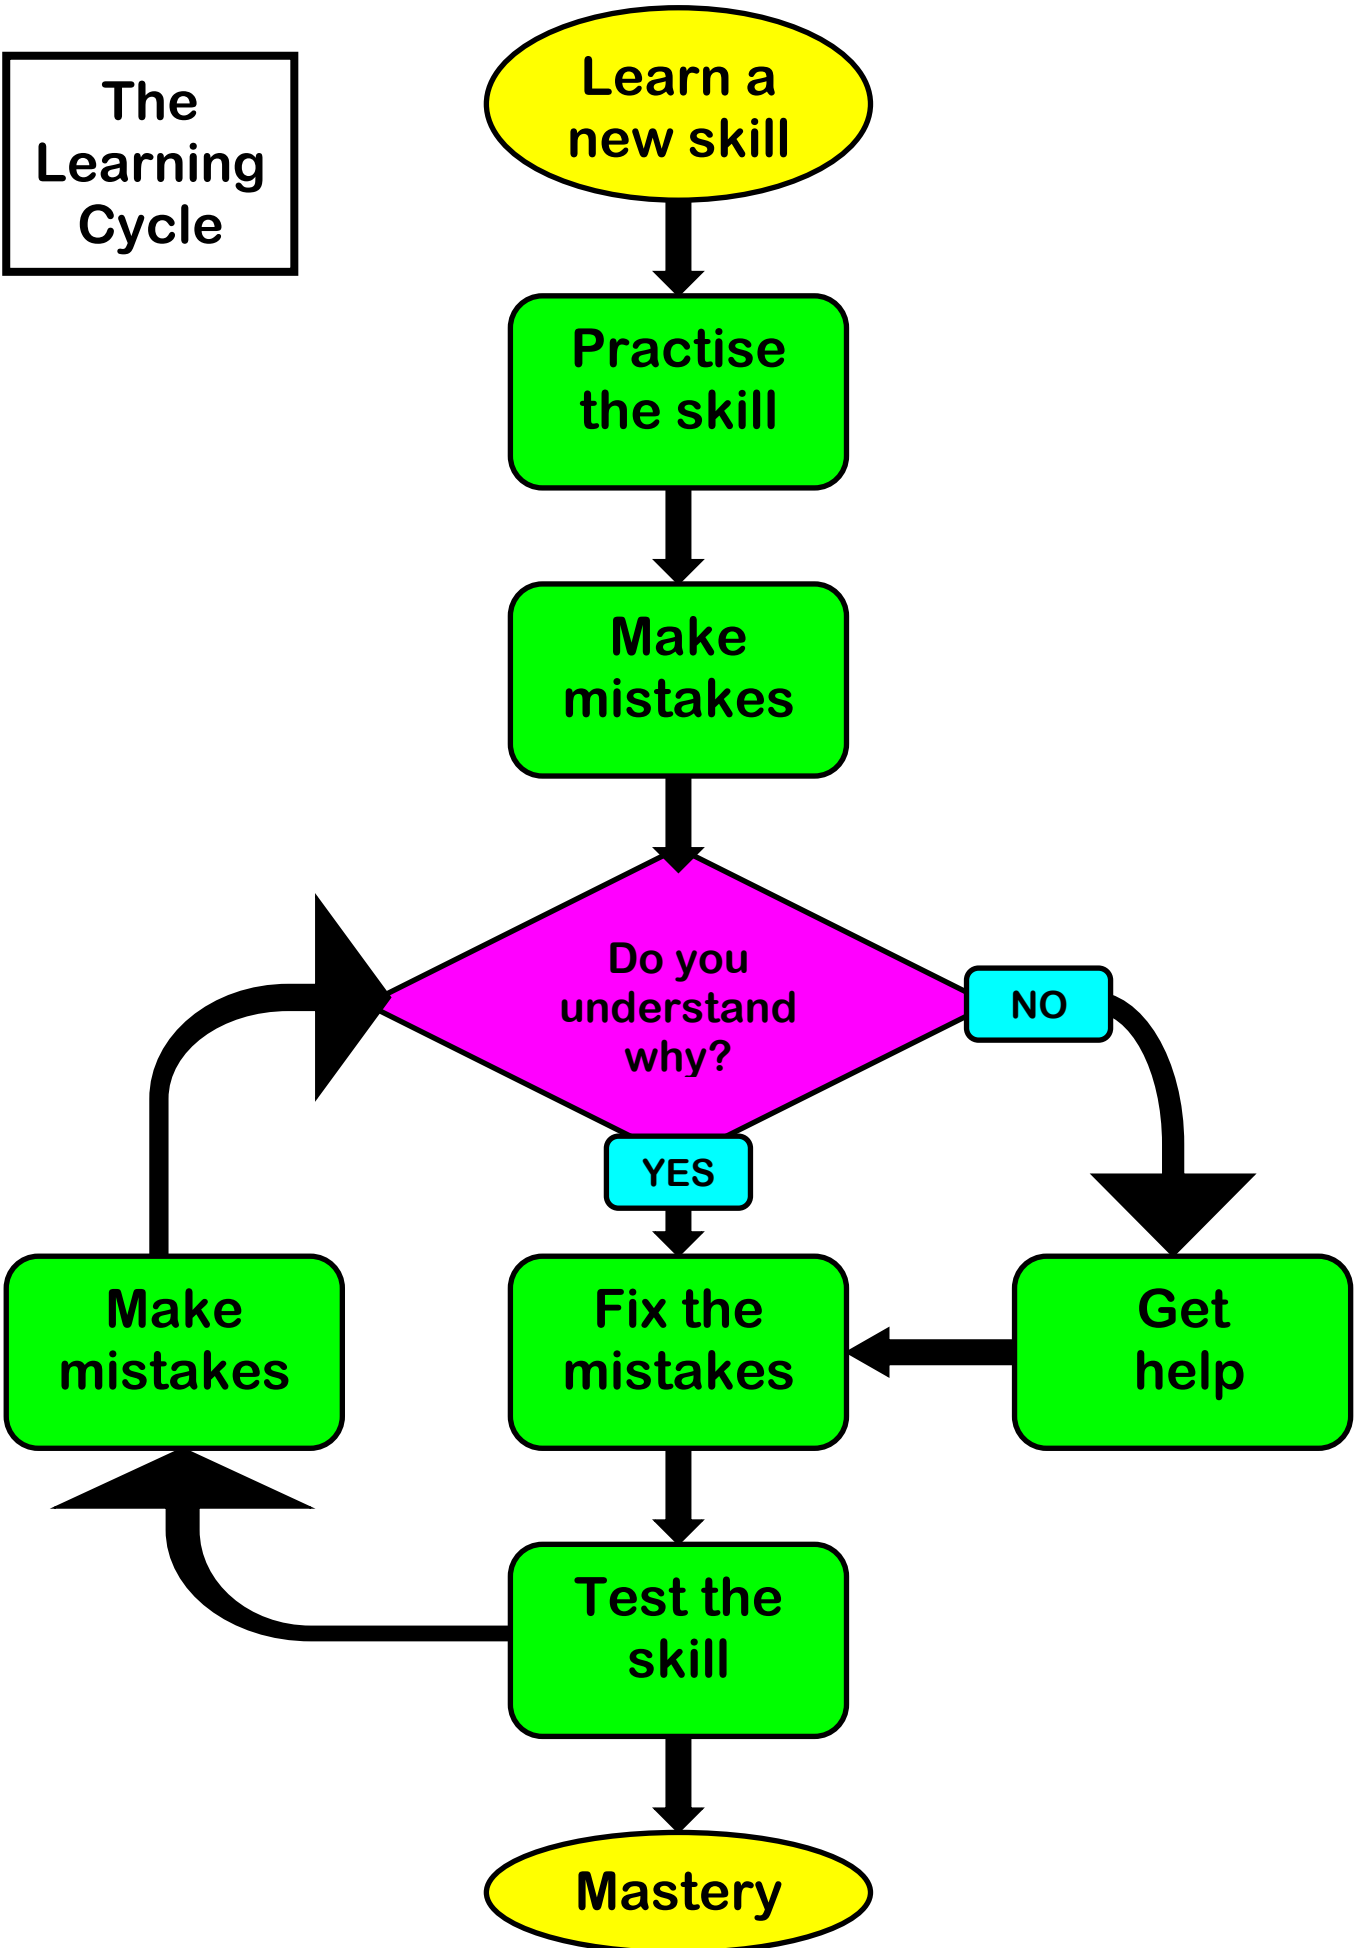 The
Learning
Cycle
Learn a
new skill
Practise
the skill
Make
mistakes
Do you
understand
why?
NO
YES
Make
mistakes
Fix the
mistakes
Get
help
Test the
skill
Mastery